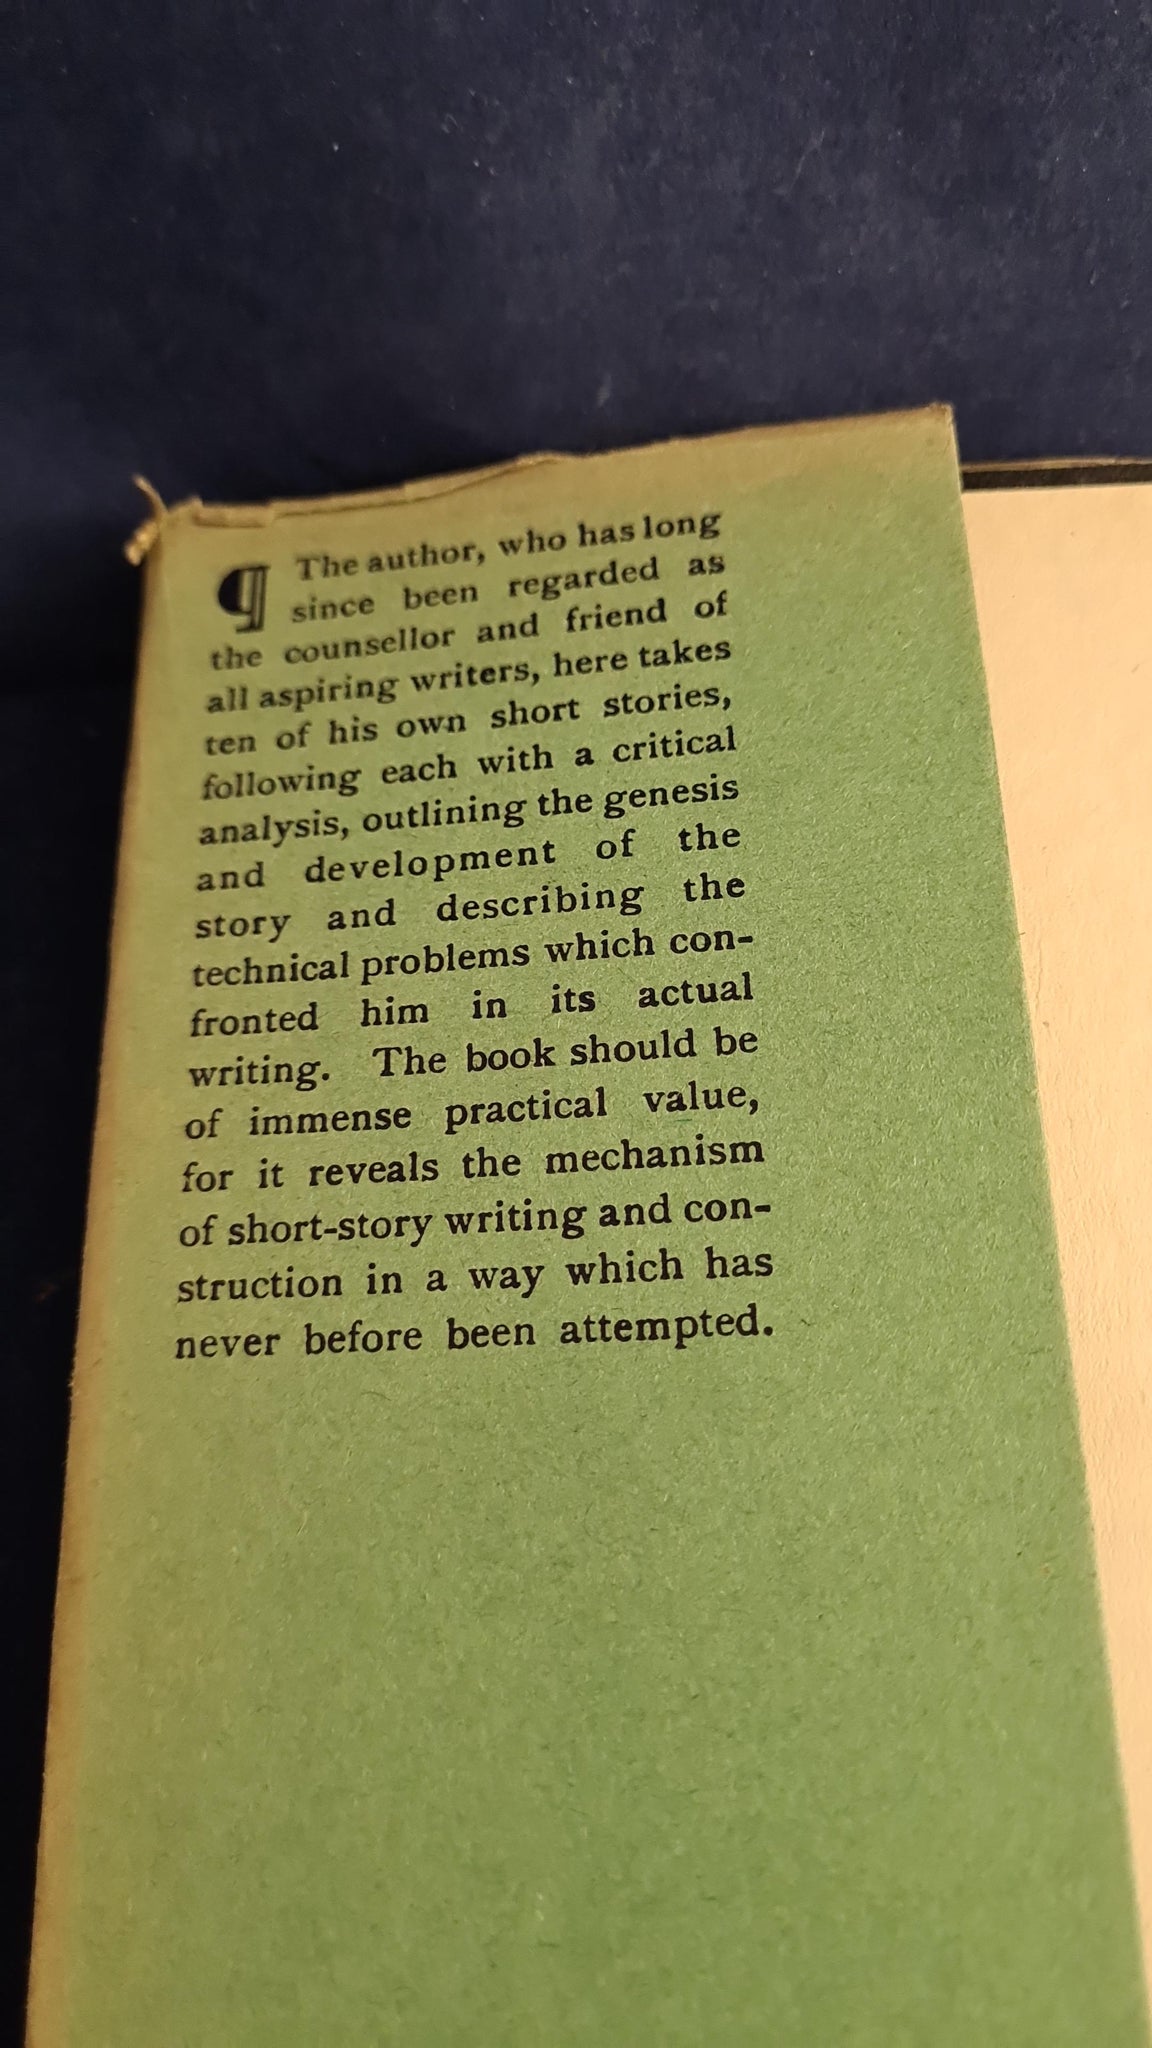 ¶ The author, who has long
since been regarded as
the counsellor and friend of
all aspiring writers, here takes
ten of his own short stories,
following each with a critical
analysis, outlining the genesis
and development of the
story and describing the
technical problems which con-
fronted him in its actual
writing. The book should be
of immense practical value,
for it reveals the mechanism
of short-story writing and con-
struction in a way which has
never before been attempted.